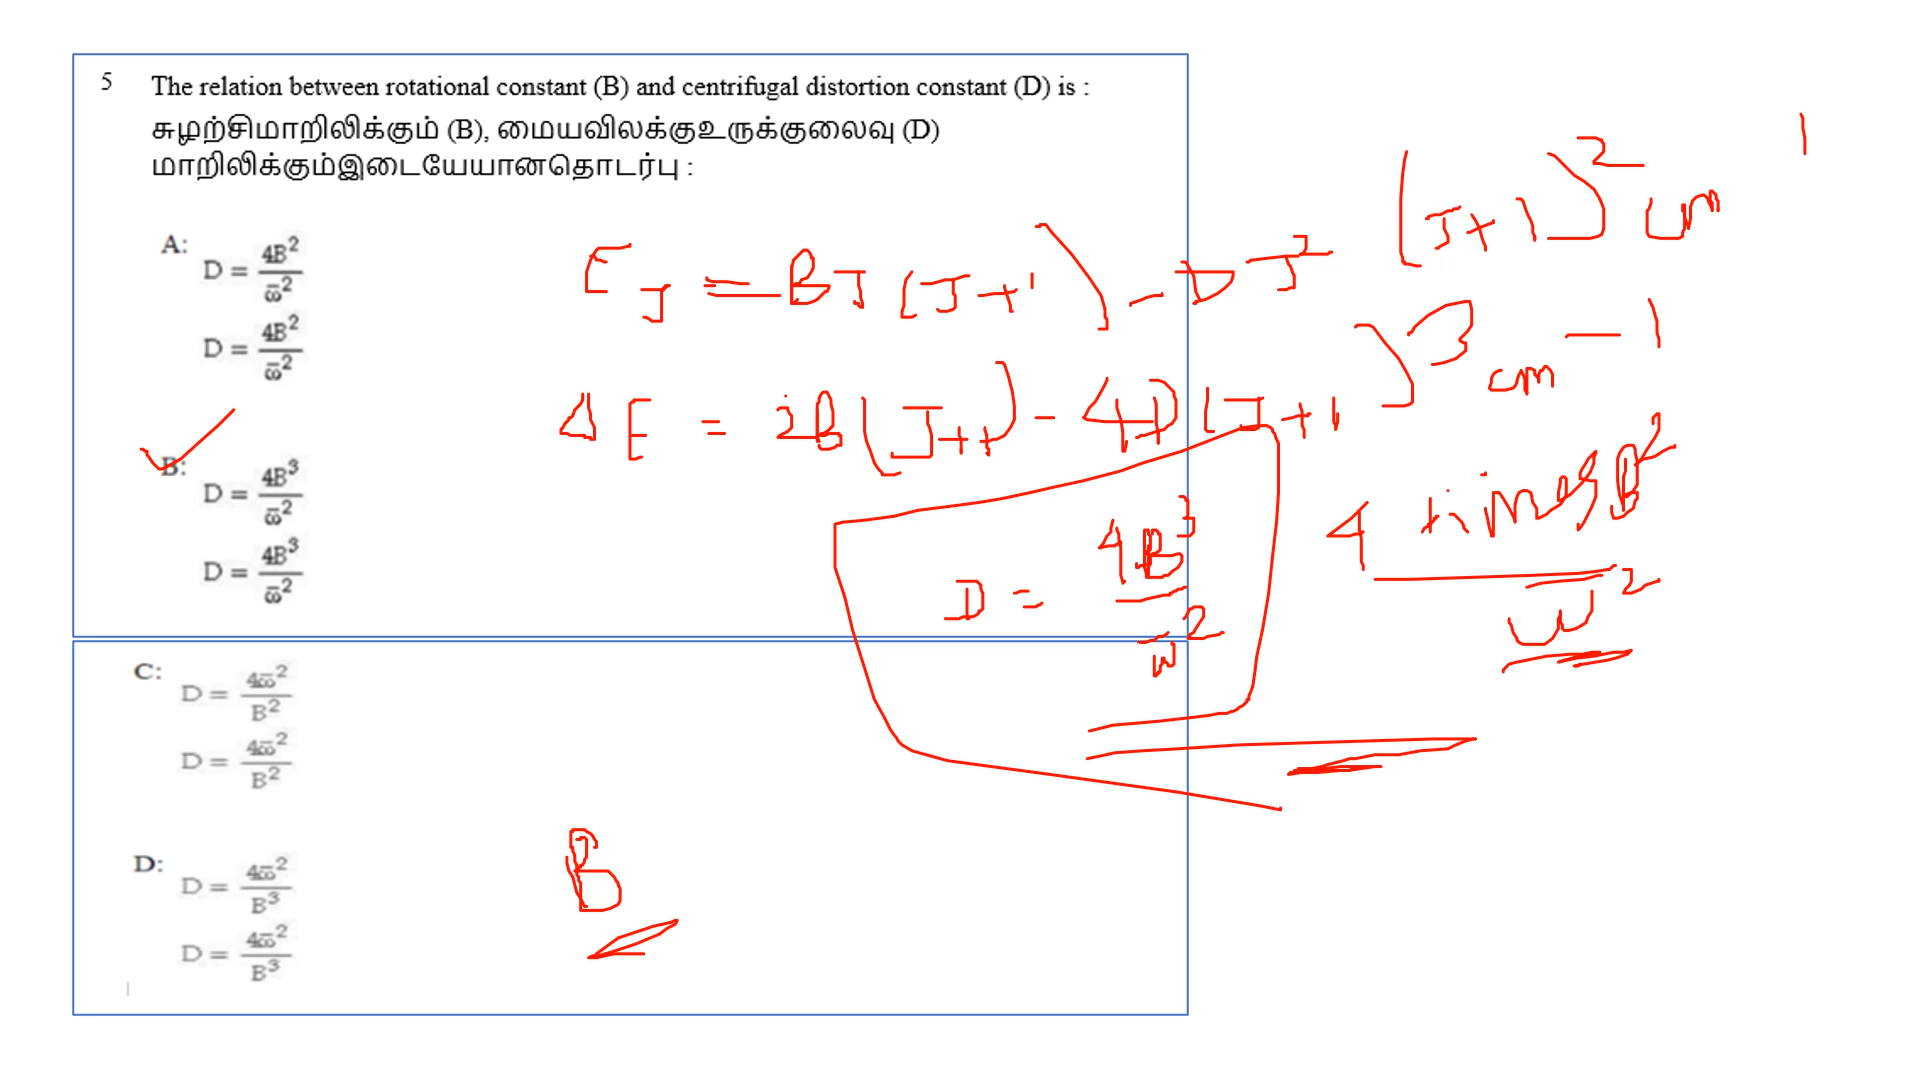 5 The relation between rotational constant (B) and centrifugal distortion constant (D) is :
சுழற்சிமாறிலிக்கும் (B), மையவிலக்குஉருக்குலைவு (D)
மாறிலிக்கும்இடையேயானதொடர்பு :
A: D = 4B²/ω̅²
D = 4B²/ω̅²
B: D = 4B³/ω̅²
D = 4B³/ω̅²
C: D = 4ω̅²/B²
D = 4ω̅²/B²
D: D = 4ω̅²/B³
D = 4ω̅²/B³
E_J = BJ(J+1) - DJ² (J+1)² cm 1
ΔE = 2B(J+1) - 4D(J+1)³ cm -1
D = 4B³/w̅²
4 times B²/w̅²
B